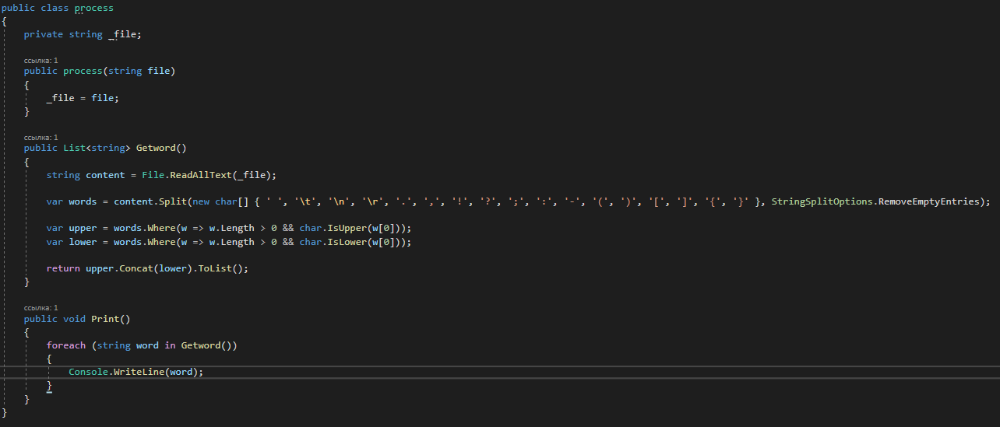 public class process
{
private string _file;
ссылка: 1
public process(string file)
{
_file = file;
}
ссылка: 1
public List<string> Getword()
{
string content = File.ReadAllText(_file);
var words = content.Split(new char[] { ' ', '\t', '\n', '\r', '.', ',', '!', '?', ';', ':', '-', '(', ')', '[', ']', '{', '}' }, StringSplitOptions.RemoveEmptyEntries);
var upper = words.Where(w => w.Length > 0 && char.IsUpper(w[0]));
var lower = words.Where(w => w.Length > 0 && char.IsLower(w[0]));
return upper.Concat(lower).ToList();
}
ссылка: 1
public void Print()
{
foreach (string word in Getword())
{
Console.WriteLine(word);
}
}
}